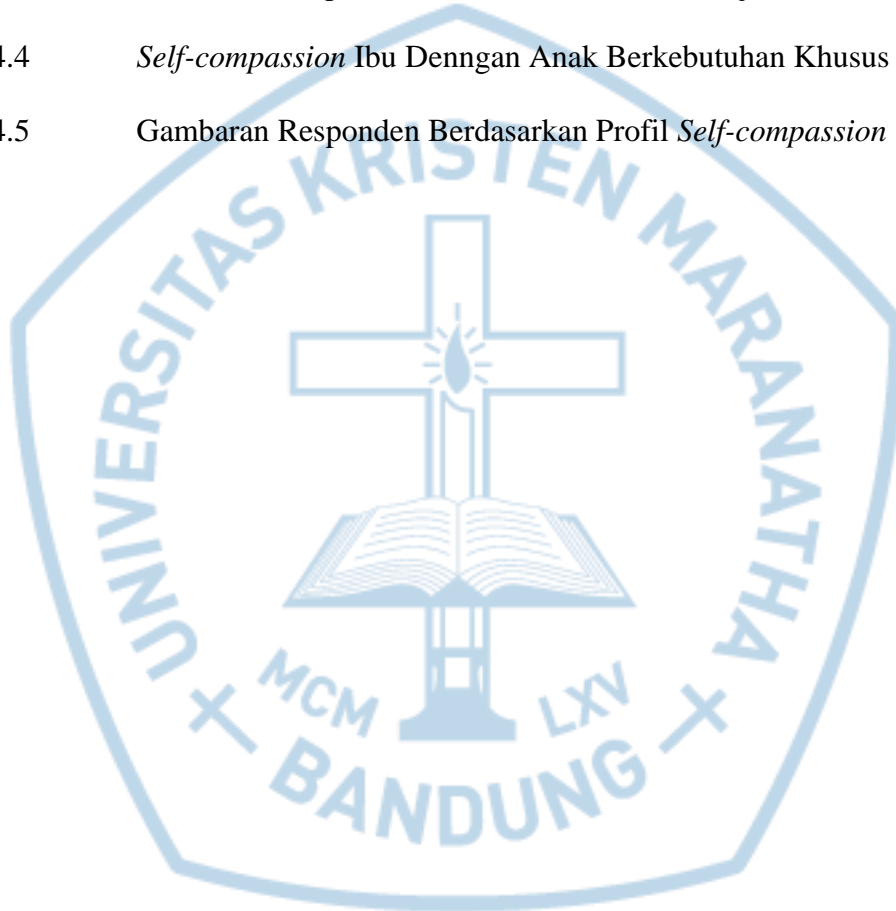 4.4 Self-compassion Ibu Denngan Anak Berkebutuhan Khusus
4.5 Gambaran Responden Berdasarkan Profil Self-compassion
UNIVERSITAS KRISTEN MARANATHA
MCM LXV
BANDUNG